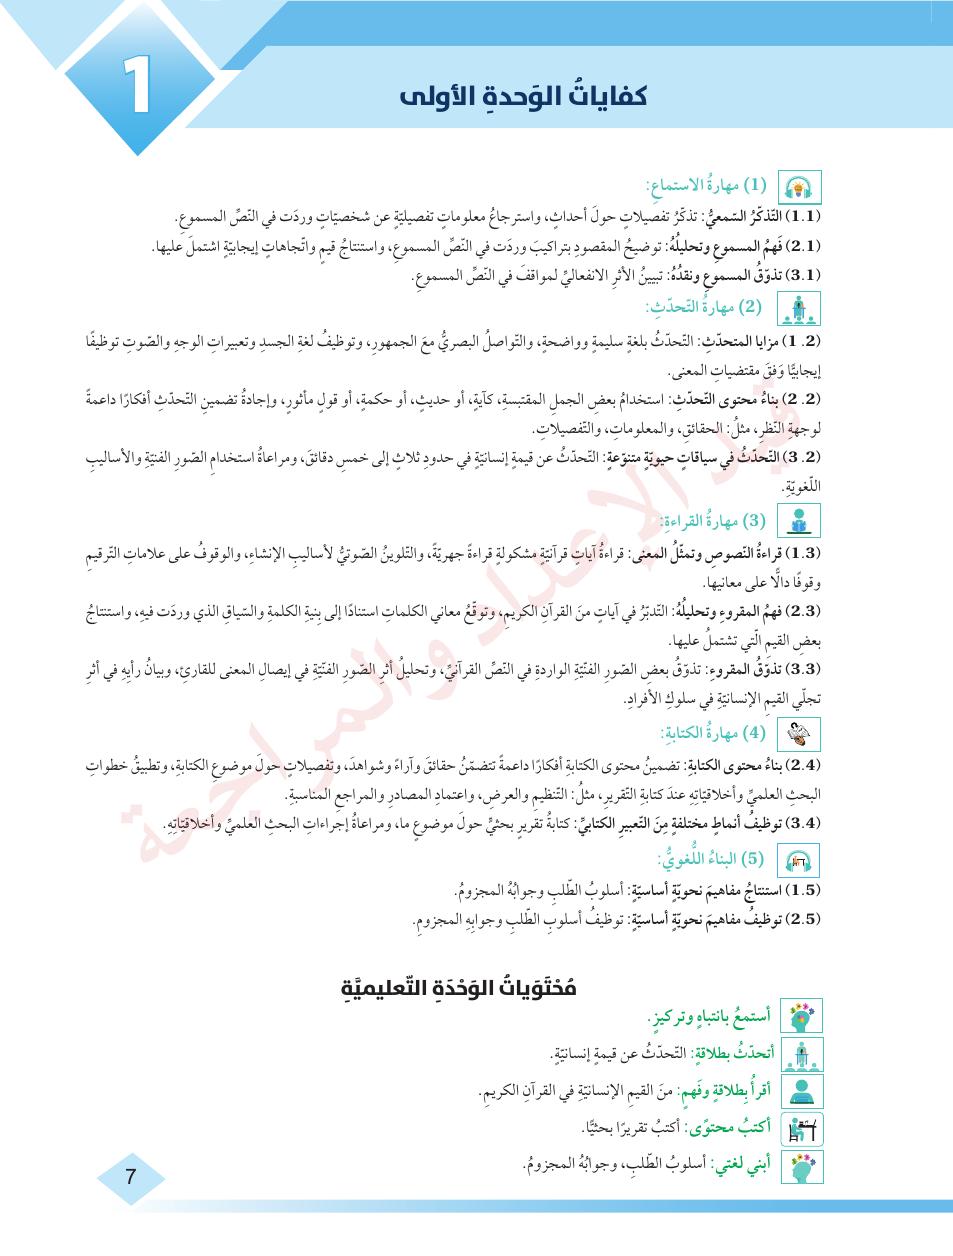 1
كفاياتُ الوَحدةِ الأولى
(1) مهارةُ الاستماعِ:
(1.1) التّذكّرُ السّمعيُّ: تذكّرُ تفصيلاتٍ حولَ أحداثٍ، واسترجاعُ معلوماتٍ تفصيليّةٍ عن شخصيّاتٍ وردَت في النّصِّ المسموعِ.
(2.1) فَهمُ المسموعِ وتحليلُهُ: توضيحُ المقصودِ بتراكيبَ وردَت في النّصِّ المسموعِ، واستنتاجُ قيمٍ واتّجاهاتٍ إيجابيّةٍ اشتملَ عليها.
(3.1) تذوّقُ المسموعِ ونقدُهُ: تبيينُ الأثرِ الانفعاليِّ لمواقفَ في النّصِّ المسموعِ.
(2) مهارةُ التّحدّثِ:
(2. 1) مزايا المتحدّثِ: التّحدّثُ بلغةٍ سليمةٍ وواضحةٍ، والتّواصلُ البصريُّ معَ الجمهورِ، وتوظيفُ لغةِ الجسدِ وتعبيراتِ الوجهِ والصّوتِ توظيفًا
إيجابيًّا وَفقَ مقتضياتِ المعنى.
(2. 2) بناءُ محتوى التّحدّثِ: استخدامُ بعضِ الجملِ المقتبسةِ، كآيةٍ، أو حديثٍ، أو حكمةٍ، أو قولٍ مأثورٍ، وإجادةُ تضمينِ التّحدّثِ أفكارًا داعمةً
لوجهةِ النّظرِ، مثلُ: الحقائقِ، والمعلوماتِ، والتّفصيلاتِ.
(2. 3) التّحدّثُ في سياقاتٍ حيويّةٍ متنوّعةٍ: التّحدّثُ عن قيمةٍ إنسانيّةٍ في حدودِ ثلاثٍ إلى خمسِ دقائقَ، ومراعاةُ استخدامِ الصّورِ الفنيّةِ والأساليبِ
اللّغويّةِ.
(3) مهارةُ القراءةِ:
(1.3) قراءةُ النّصوصِ وتمثّلُ المعنى: قراءةُ آياتٍ قرآنيّةٍ مشكولةٍ قراءةً جهريّةً، والتّلوينُ الصّوتيُّ لأساليبِ الإنشاءِ، والوقوفُ على علاماتِ التّرقيمِ
وقوفًا دالًّا على معانيها.
(2.3) فهمُ المقروءِ وتحليلُهُ: التّدبّرُ في آياتٍ منَ القرآنِ الكريمِ، وتوقّعُ معاني الكلماتِ استنادًا إلى بِنيةِ الكلمةِ والسّياقِ الذي وردَت فيهِ، واستنتاجُ
بعضِ القيمِ الّتي تشتملُ عليها.
(3.3) تذوّقُ المقروءِ: تذوّقُ بعضِ الصّورِ الفنّيّةِ الواردةِ في النّصِّ القرآنيِّ، وتحليلُ أثرِ الصّورِ الفنّيّةِ في إيصالِ المعنى للقارئِ، وبيانُ رأيِهِ في أثرِ
تجلّي القيمِ الإنسانيّةِ في سلوكِ الأفرادِ.
(4) مهارةُ الكتابةِ:
(2.4) بناءُ محتوى الكتابةِ: تضمينُ محتوى الكتابةِ أفكارًا داعمةً تتضمّنُ حقائقَ وآراءً وشواهدَ، وتفصيلاتٍ حولَ موضوعِ الكتابةِ، وتطبيقُ خطواتِ
البحثِ العلميِّ وأخلاقيّاتِهِ عندَ كتابةِ التّقريرِ، مثلُ: التّنظيمِ والعرضِ، واعتمادِ المصادرِ والمراجعِ المناسبةِ.
(3.4) توظيفُ أنماطٍ مختلفةٍ مِنَ التّعبيرِ الكتابيِّ: كتابةُ تقريرٍ بحثيٍّ حولَ موضوعٍ ما، ومراعاةُ إجراءاتِ البحثِ العلميِّ وأخلاقيّاتِهِ.
(5) البناءُ اللُّغويُّ:
(1.5) استنتاجُ مفاهيمَ نحويّةٍ أساسيّةٍ: أسلوبُ الطّلبِ وجوابُهُ المجزومُ.
(2.5) توظيفُ مفاهيمَ نحويّةٍ أساسيّةٍ: توظيفُ أسلوبِ الطّلبِ وجوابِهِ المجزومِ.
مُحْتَوَياتُ الوَحْدَةِ التّعليميَّةِ
أستمعُ بانتباهٍ وتركيزٍ.
أتحدّثُ بطلاقةٍ: التّحدّثُ عن قيمةٍ إنسانيّةٍ.
أقرأُ بِطلاقةٍ وفَهمٍ: منَ القيمِ الإنسانيّةِ في القرآنِ الكريمِ.
أكتبُ محتوًى: أكتبُ تقريرًا بحثيًّا.
أبني لغتي: أسلوبُ الطّلبِ، وجوابُهُ المجزومُ.
7
قيد الإعداد والمراجعة